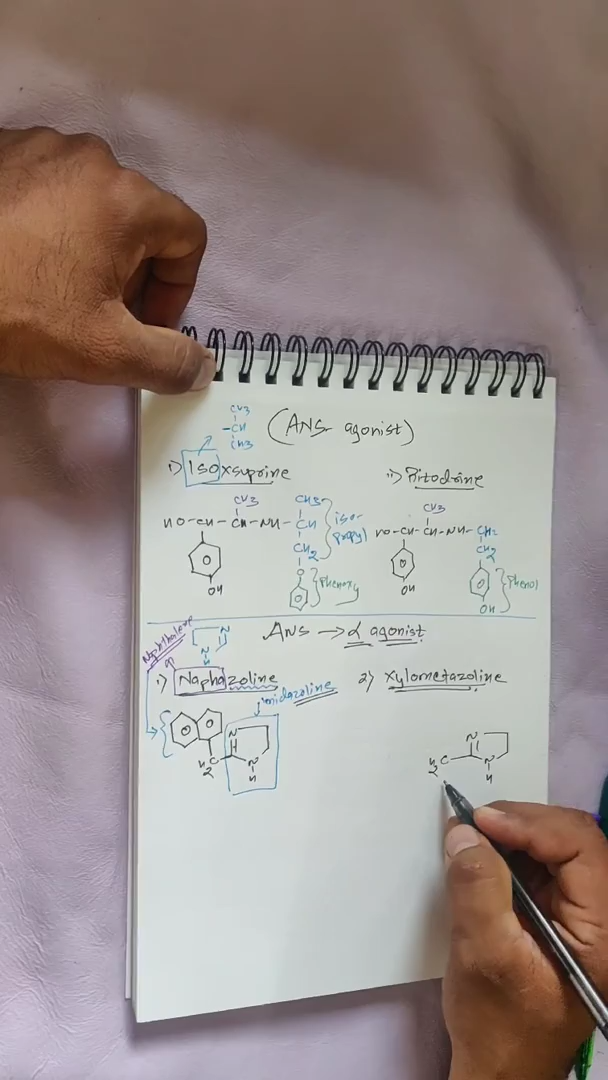 CH3
-CH
CH3
(ANS- agonist)
i) Isoxsuprine
ii) Ritodrine
CH3
CH3
HO-CH-CH-NH-CH
CH2
O
OH
iso-
propyl
Phenoxy
CH3
HO-CH-CH-NH-CH2
CH2
OH
OH
Phenol
Naphthalene
N
N
H
ANS → α agonist
1) Naphazoline
2) Xylometazoline
imidazoline
H2C
N
N
H
H2C
N
N
H